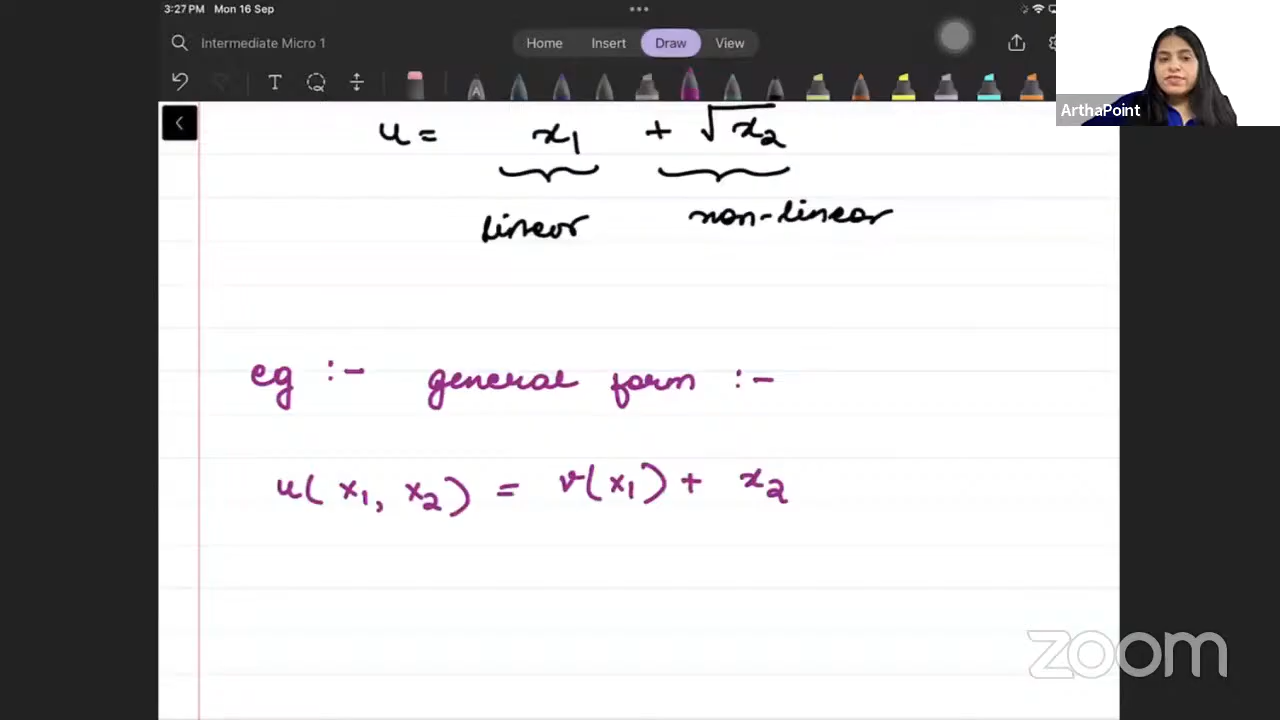 3:27 PM Mon 16 Sep
Intermediate Micro 1
Home Insert Draw View
T
A
ArthaPoint
u = x₁ + √x₂
linear non-linear
eg :- general form :-
u(x₁, x₂) = v(x₁) + x₂
zoom